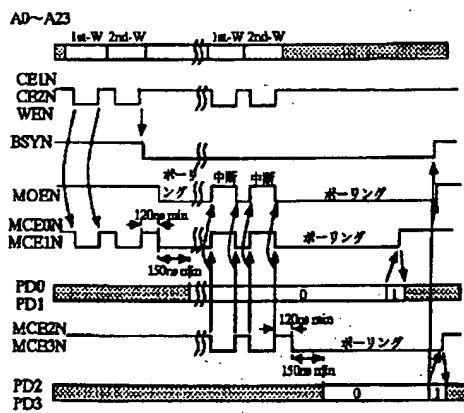 A0～A23
1st-W 2nd-W 1st-W 2nd-W
CE1N
CE2N
WEN
BSYN
ポーリング 中断 中断
MOEN
ポーリング
120ns min
MCE0N
MCE1N
ポーリング
150ns min
PD0
PD1
0 1
120ns min
MCE2N
MCE3N
ポーリング
150ns min
PD2
PD3
0 1